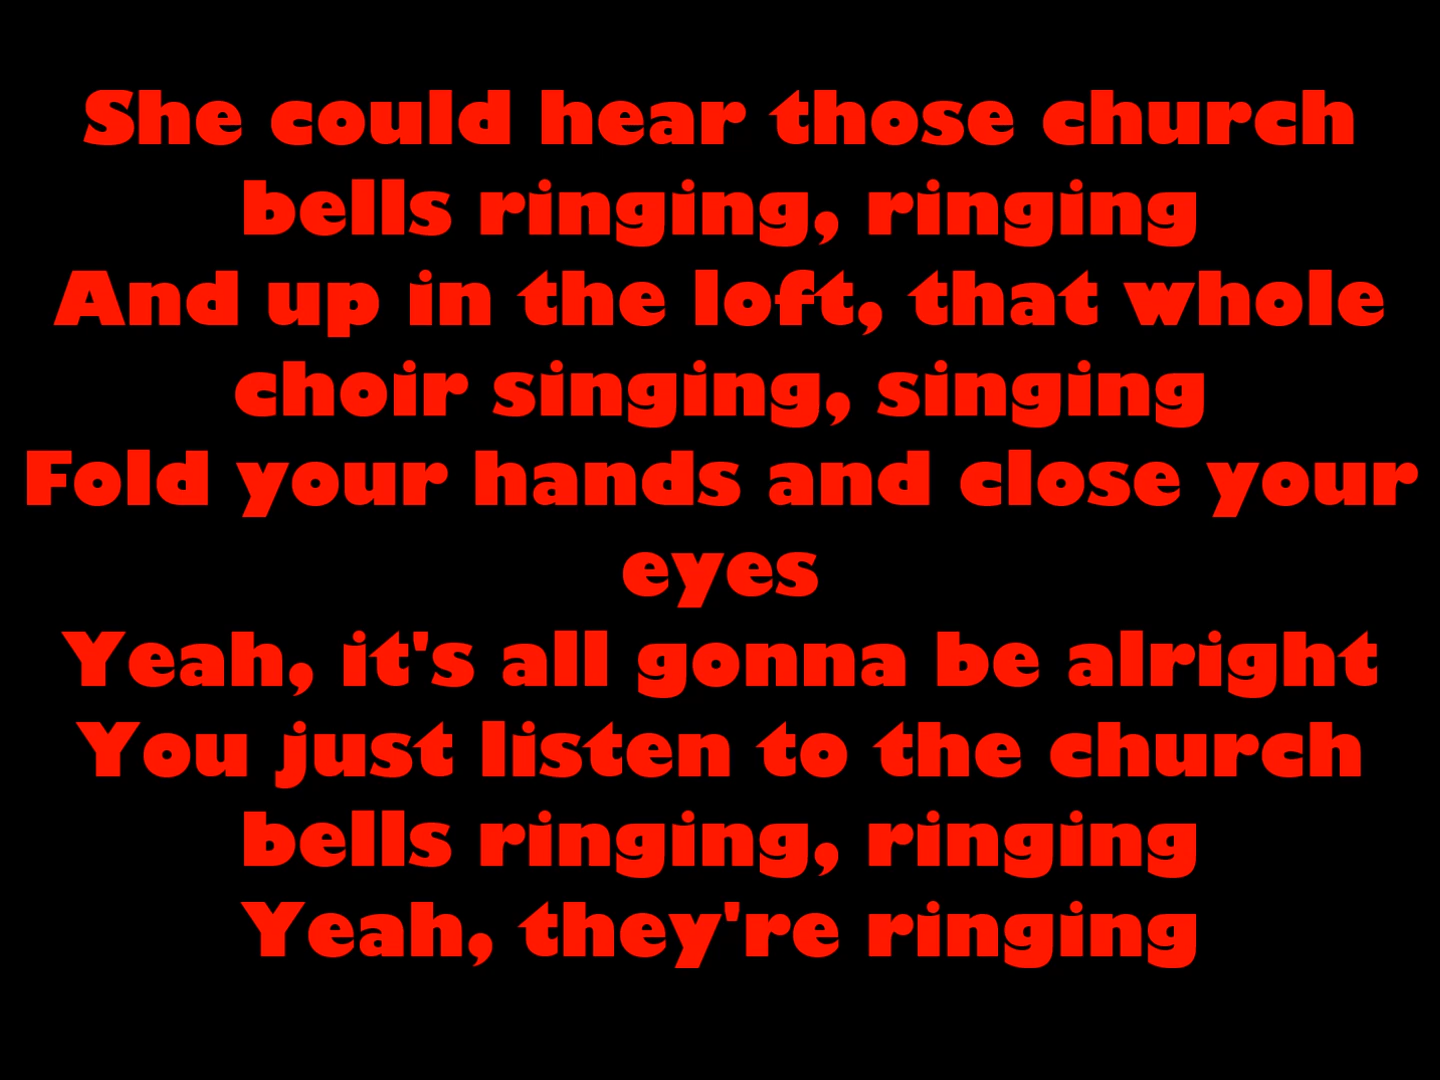 She could hear those church
bells ringing, ringing
And up in the loft, that whole
choir singing, singing
Fold your hands and close your
eyes
Yeah, it's all gonna be alright
You just listen to the church
bells ringing, ringing
Yeah, they're ringing